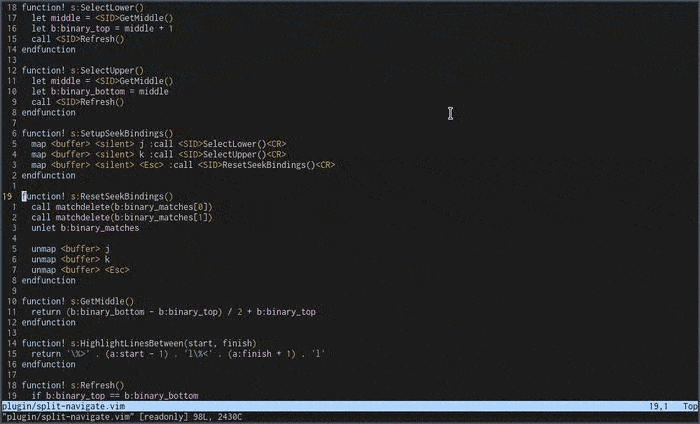 18 function! s:SelectLower()
17   let middle = <SID>GetMiddle()
16   let b:binary_top = middle + 1
15   call <SID>Refresh()
14 endfunction
13
12 function! s:SelectUpper()
11   let middle = <SID>GetMiddle()
10   let b:binary_bottom = middle
9   call <SID>Refresh()
8 endfunction
7
6 function! s:SetupSeekBindings()
5   map <buffer> <silent> j :call <SID>SelectLower()<CR>
4   map <buffer> <silent> k :call <SID>SelectUpper()<CR>
3   map <buffer> <silent> <Esc> :call <SID>ResetSeekBindings()<CR>
2 endfunction
1
19 function! s:ResetSeekBindings()
1   call matchdelete(b:binary_matches[0])
2   call matchdelete(b:binary_matches[1])
3   unlet b:binary_matches
4
5   unmap <buffer> j
6   unmap <buffer> k
7   unmap <buffer> <Esc>
8 endfunction
9
10 function! s:GetMiddle()
11   return (b:binary_bottom - b:binary_top) / 2 + b:binary_top
12 endfunction
13
14 function! s:HighlightLinesBetween(start, finish)
15   return '\%>' . (a:start - 1) . 'l\%<' . (a:finish + 1) . 'l'
16 endfunction
17
18 function! s:Refresh()
19   if b:binary_top == b:binary_bottom
plugin/split-navigate.vim 19,1 Top
"plugin/split-navigate.vim" [readonly] 98L, 2430C